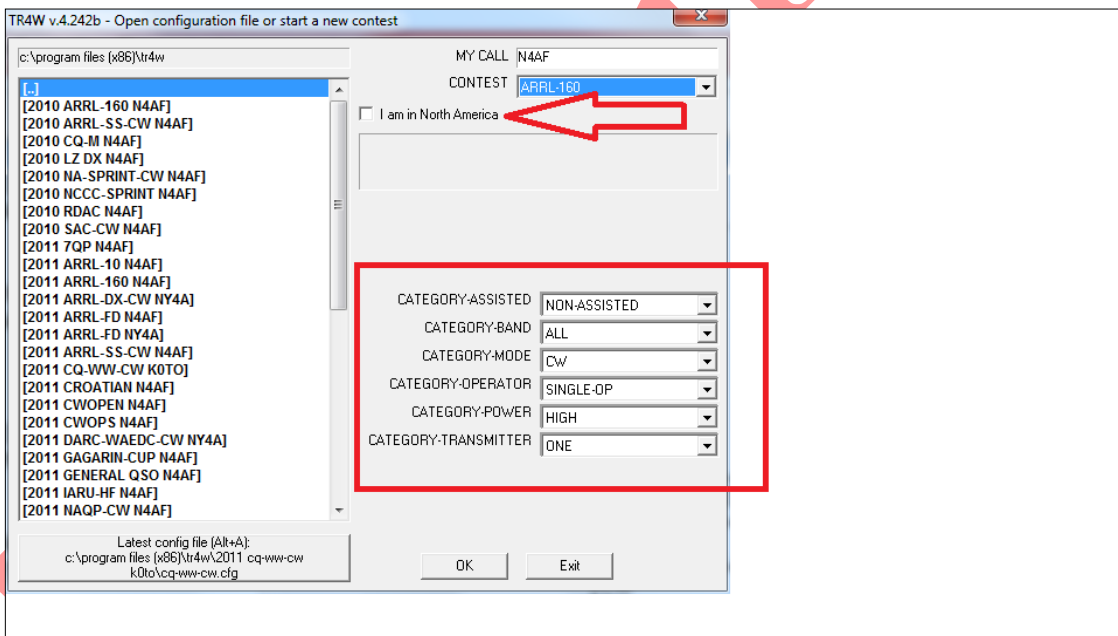 TR4W v.4.242b - Open configuration file or start a new contest
c:\program files (x86)\tr4w
[..]
[2010 ARRL-160 N4AF]
[2010 ARRL-SS-CW N4AF]
[2010 CQ-M N4AF]
[2010 LZ DX N4AF]
[2010 NA-SPRINT-CW N4AF]
[2010 NCCC-SPRINT N4AF]
[2010 RDAC N4AF]
[2010 SAC-CW N4AF]
[2011 7QP N4AF]
[2011 ARRL-10 N4AF]
[2011 ARRL-160 N4AF]
[2011 ARRL-DX-CW NY4A]
[2011 ARRL-FD N4AF]
[2011 ARRL-FD NY4A]
[2011 ARRL-SS-CW N4AF]
[2011 CQ-WW-CW K0TO]
[2011 CROATIAN N4AF]
[2011 CWOPEN N4AF]
[2011 CWOPS N4AF]
[2011 DARC-WAEDC-CW NY4A]
[2011 GAGARIN-CUP N4AF]
[2011 GENERAL QSO N4AF]
[2011 IARU-HF N4AF]
[2011 NAQP-CW N4AF]
Latest config file (Alt+A):
c:\program files (x86)\tr4w\2011 cq-ww-cw
k0to\cq-ww-cw.cfg
MY CALL N4AF
CONTEST ARRL-160
I am in North America
CATEGORY-ASSISTED NON-ASSISTED
CATEGORY-BAND ALL
CATEGORY-MODE CW
CATEGORY-OPERATOR SINGLE-OP
CATEGORY-POWER HIGH
CATEGORY-TRANSMITTER ONE
OK Exit